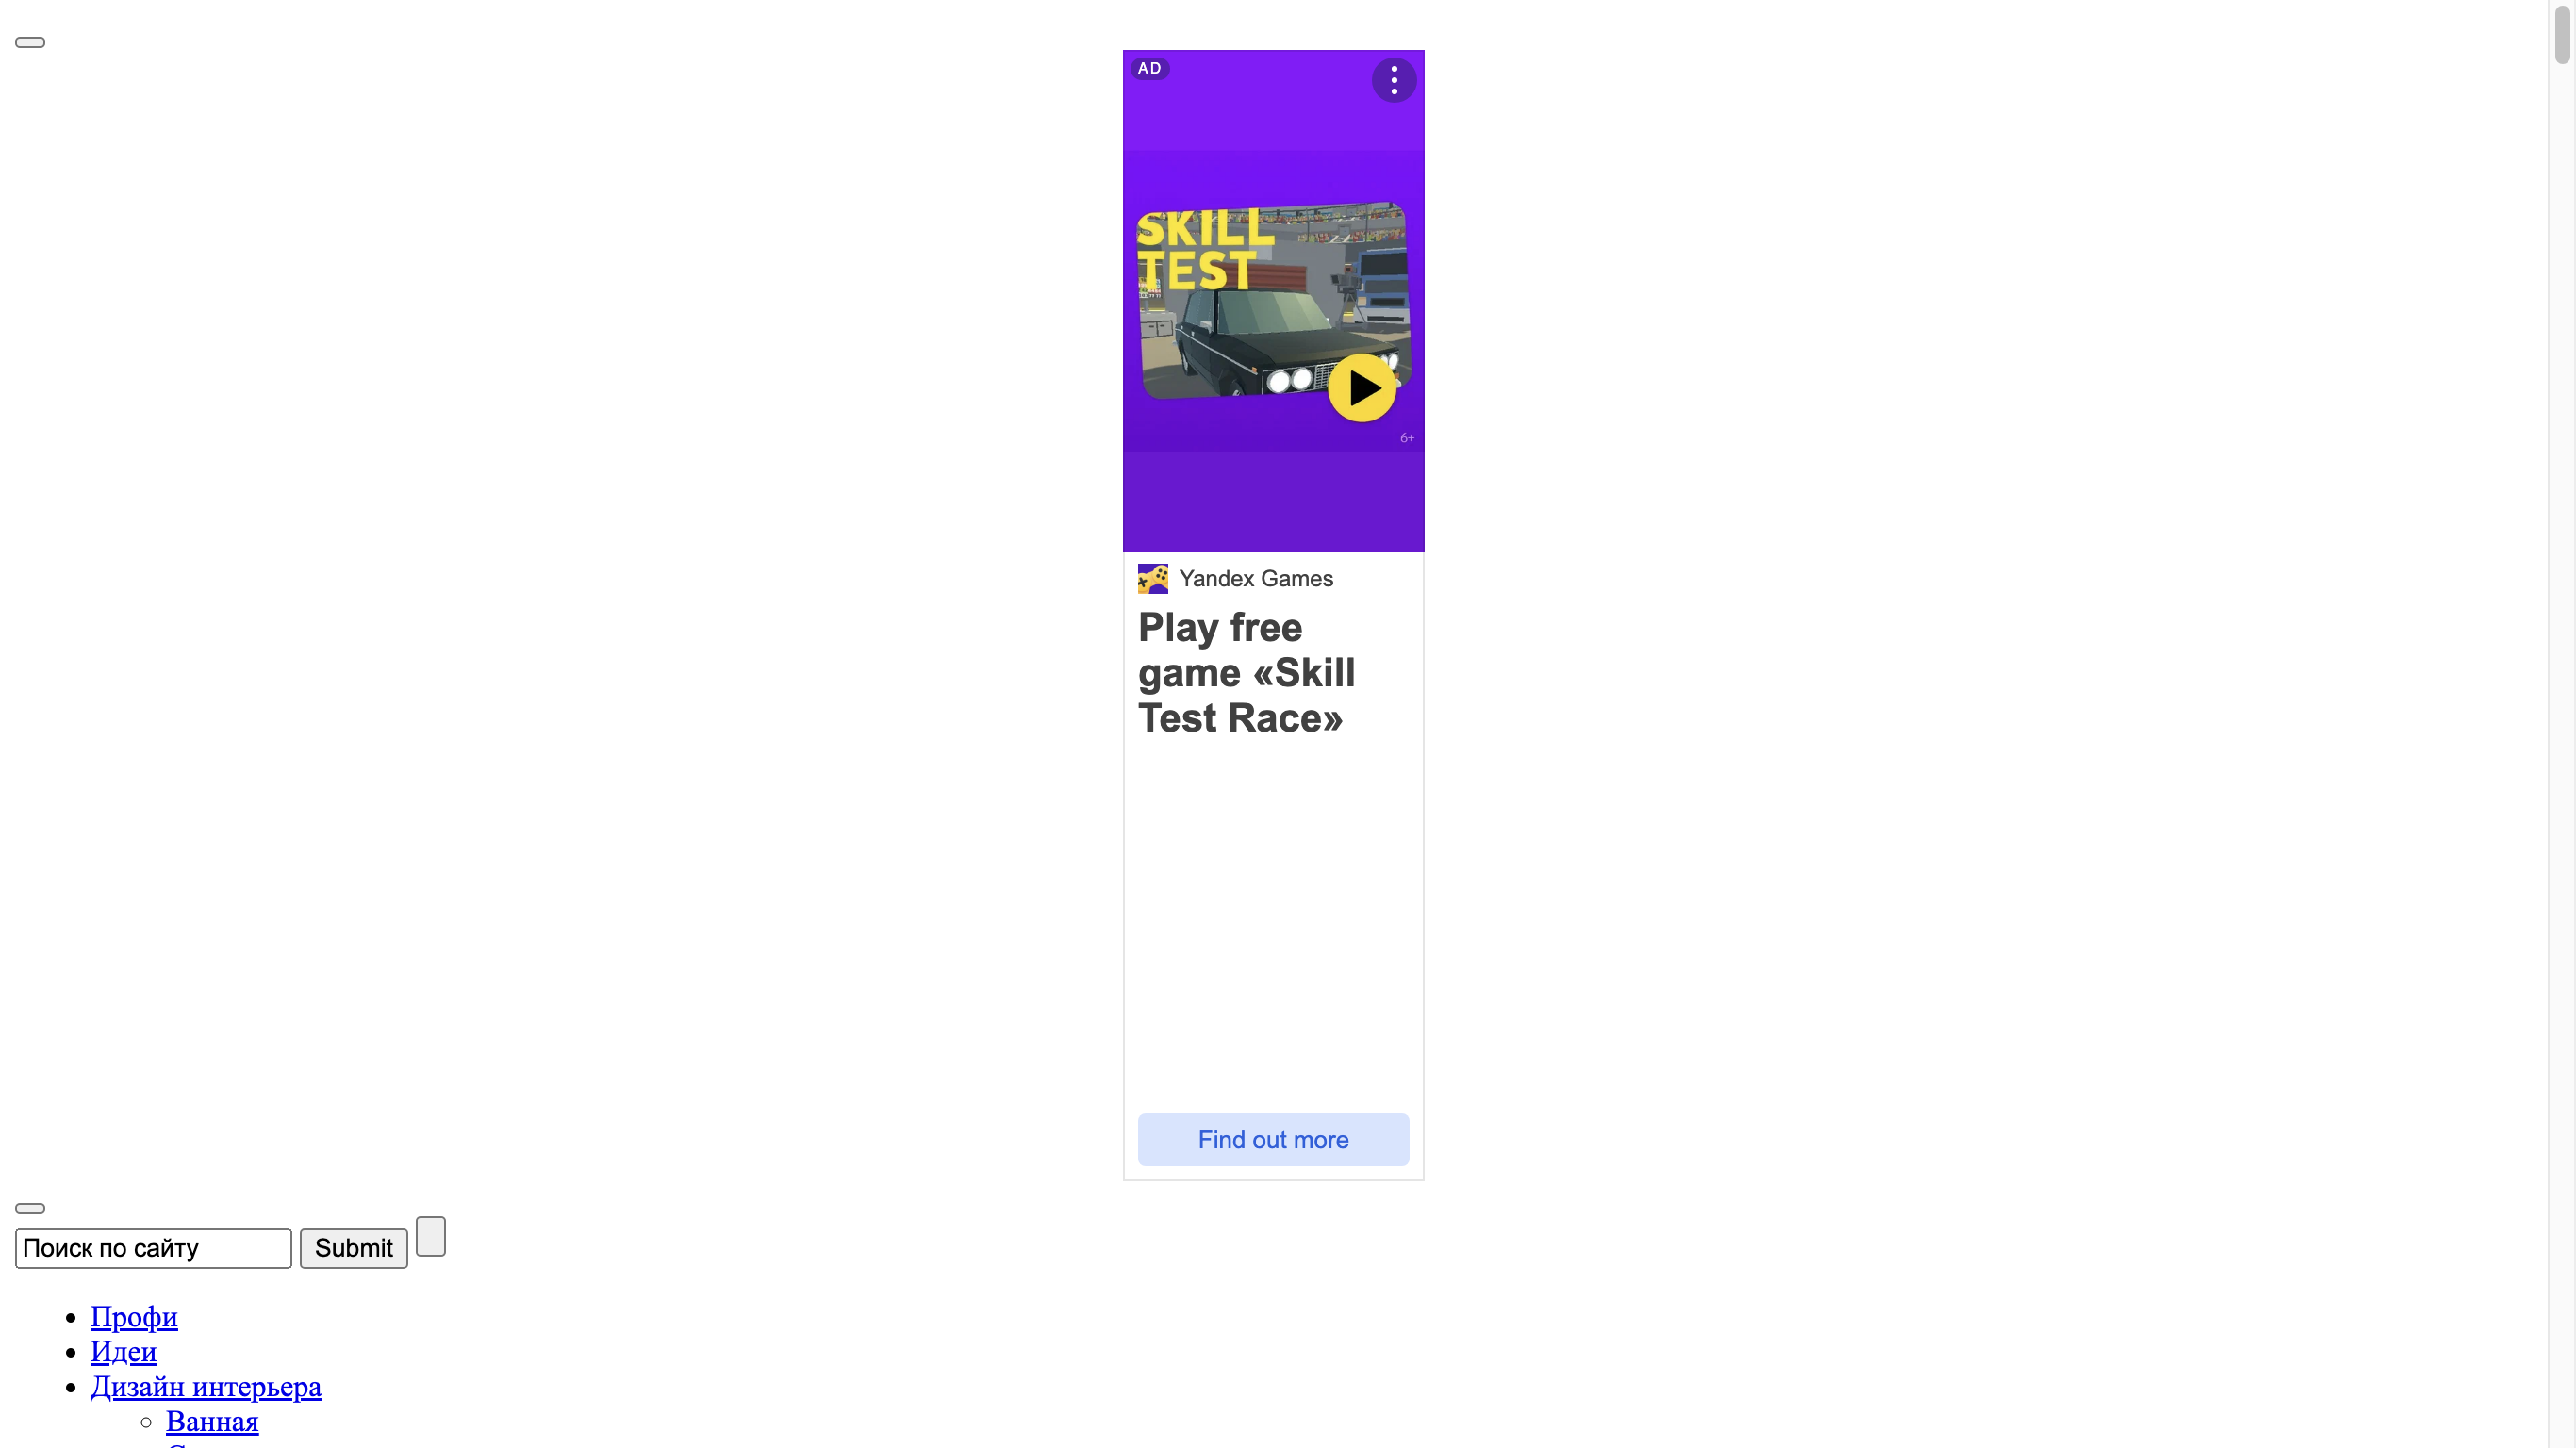 AD
SKILL
TEST
6+
Yandex Games
Play free
game «Skill
Test Race»
Find out more
Поиск по сайту
Submit
Профи
Идеи
Дизайн интерьера
Ванная